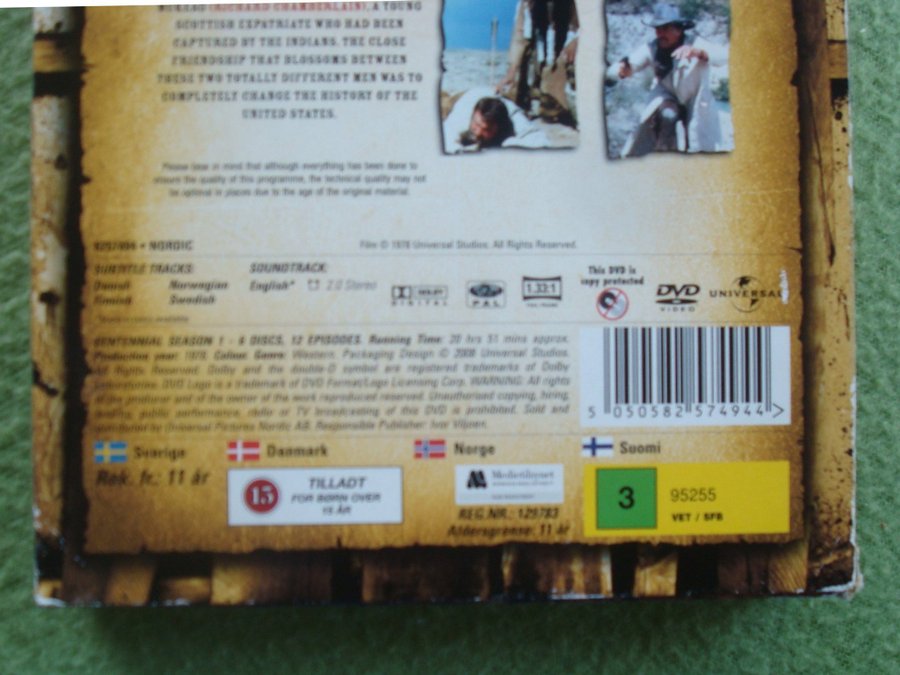 (RICHARD CHAMBERLAIN), A YOUNG
SCOTTISH EXPATRIATE WHO HAD BEEN
CAPTURED BY THE INDIANS. THE CLOSE
FRIENDSHIP THAT BLOSSOMS BETWEEN
THESE TWO TOTALLY DIFFERENT MEN WAS TO
COMPLETELY CHANGE THE HISTORY OF THE
UNITED STATES.
Please bear in mind that although everything has been done to
ensure the quality of this programme, the technical quality may not
be optimal in places due to the age of the original material.
NORDIC
Film © 1978 Universal Studios. All Rights Reserved.
SUBTITLE TRACKS:
Danish Norwegian
Finnish Swedish
SOUNDTRACK:
English* 2.0 Stereo
DOLBY
DIGITAL
PAL
1.33:1
This DVD is
copy protected
DVD
VIDEO
UNIVERSAL
CENTENNIAL SEASON 1 - 6 DISCS, 12 EPISODES. Running Time: 20 hrs 51 mins approx.
Production year: 1978. Colour. Genre: Western. Packaging Design © 2008 Universal Studios.
All Rights Reserved. Dolby and the double-D symbol are registered trademarks of Dolby
Laboratories. DVD Logo is a trademark of DVD Format/Logo Licensing Corp. WARNING: All rights
of the producer and of the owner of the work reproduced reserved. Unauthorised copying, hiring,
lending, public performance, radio or TV broadcasting of this DVD is prohibited. Sold and
distributed by Universal Pictures Nordic AB. Responsible Publisher: Ivar Viljaen.
5 050582 574944 >
Sverige
Rek. fr.: 11 år
Danmark
15
TILLADT
FOR BØRN OVER
15 ÅR
Norge
Medietilsynet
REG.NR.: 129783
Aldersgrense: 11 år
Suomi
3
95255
VET / SFB